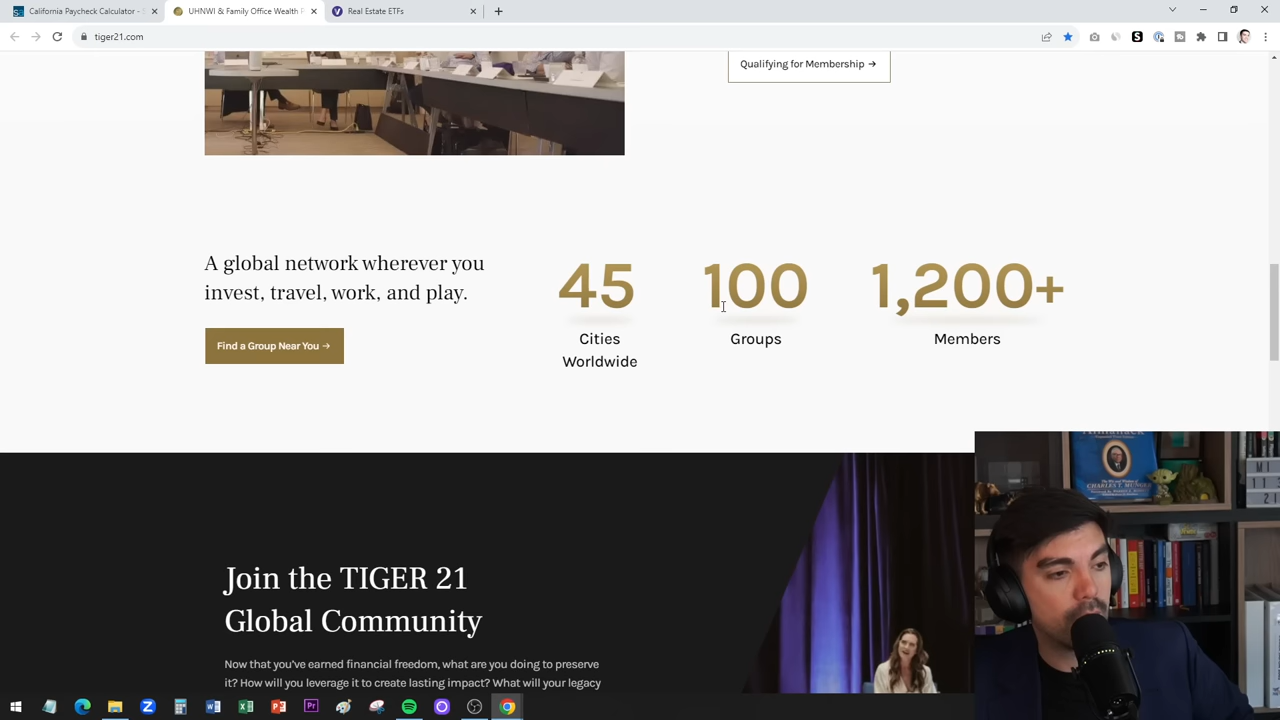 California Paycheck Calculator - S
UHNWI & Family Office Wealth P
Real Estate ETFs
tiger21.com
Qualifying for Membership →
A global network wherever you
invest, travel, work, and play.
Find a Group Near You →
45
Cities
Worldwide
100
Groups
1,200+
Members
Join the TIGER 21
Global Community
Now that you've earned financial freedom, what are you doing to preserve
it? How will you leverage it to create lasting impact? What will your legacy
CHARLES T. MUNGER